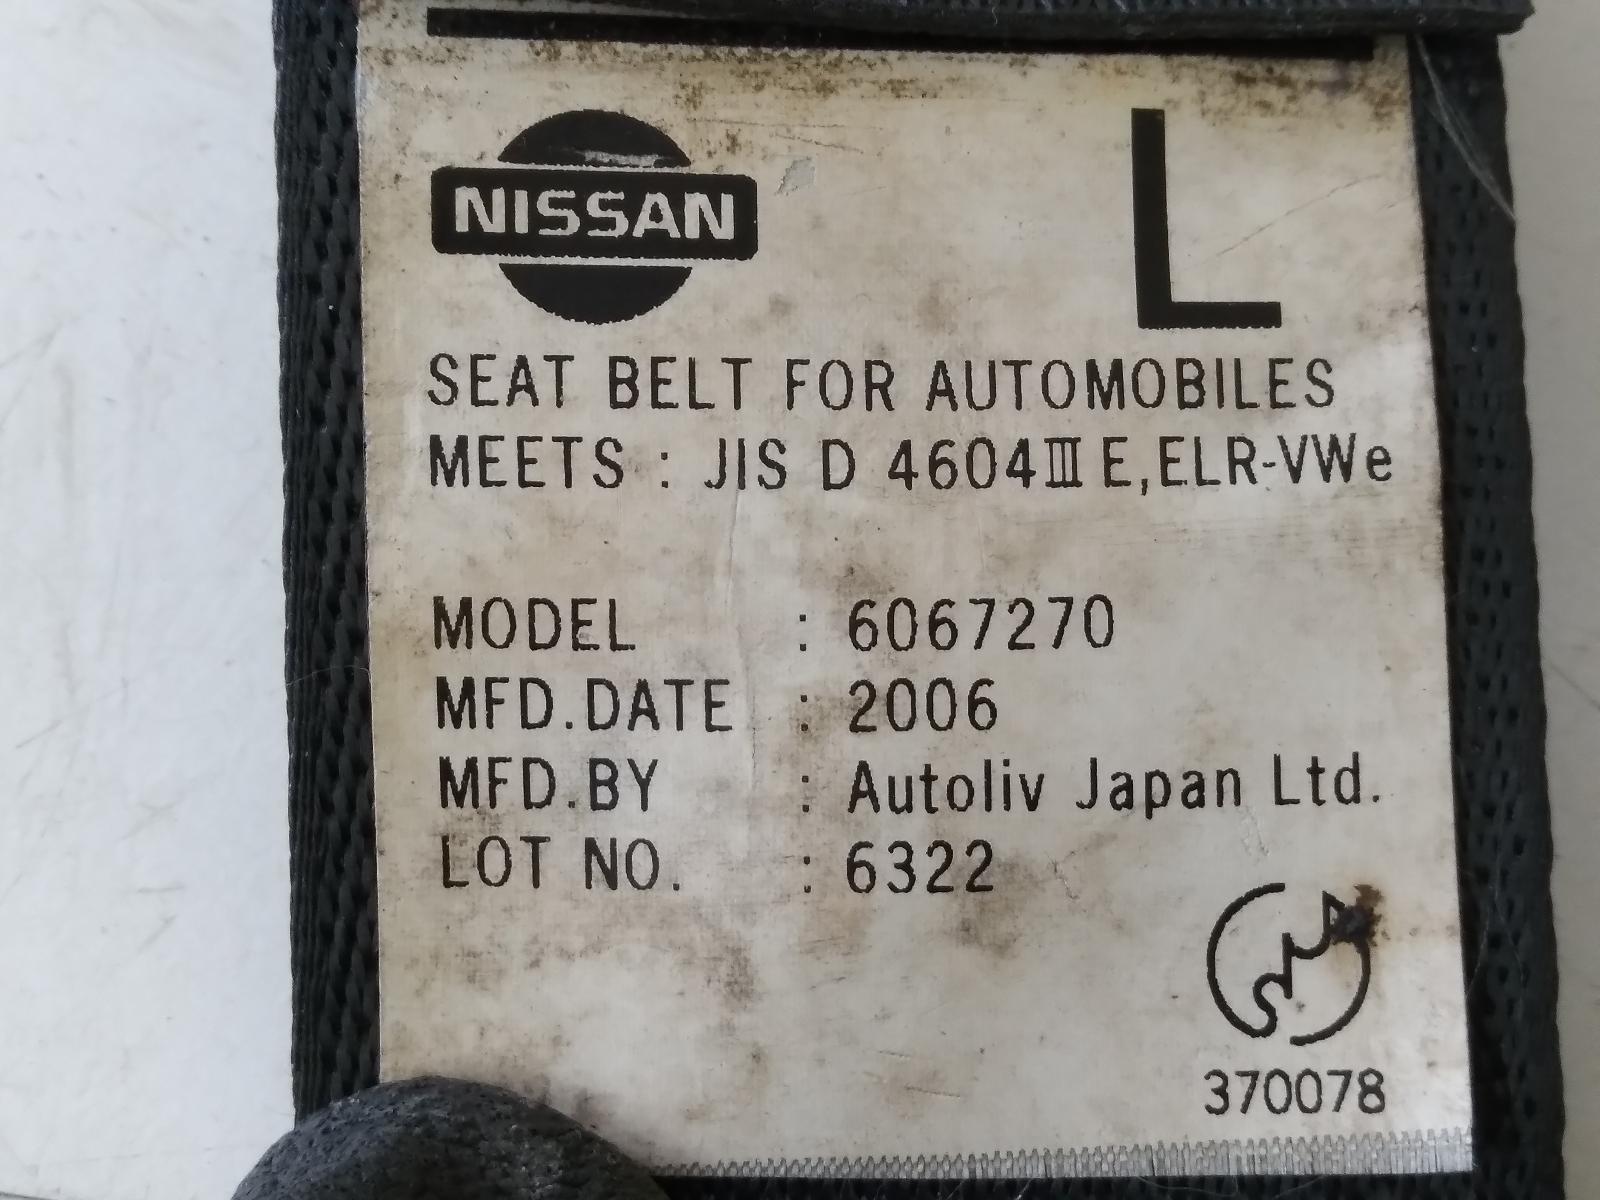 NISSAN
L
SEAT BELT FOR AUTOMOBILES
MEETS : JIS D 4604Ⅲ E,ELR-VWe
MODEL : 6067270
MFD.DATE : 2006
MFD.BY : Autoliv Japan Ltd.
LOT NO. : 6322
370078